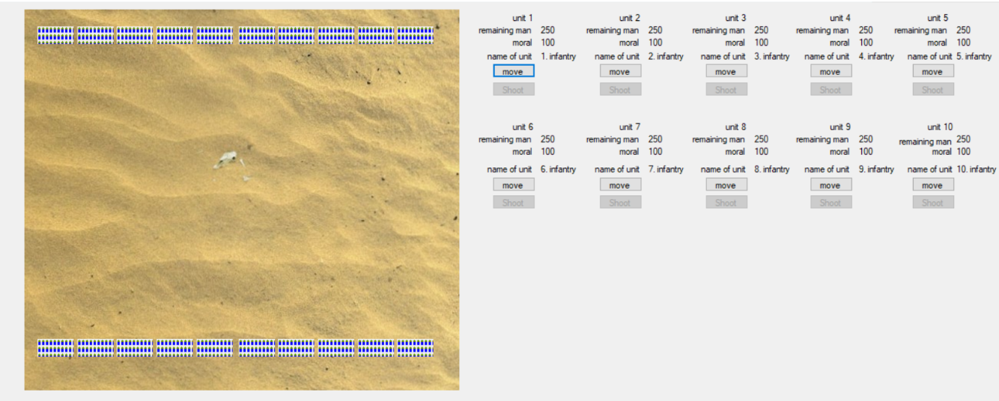 unit 1 unit 2 unit 3 unit 4 unit 5
remaining man 250 remaining man 250 remaining man 250 remaining man 250 remaining man 250
moral 100 moral 100 moral 100 moral 100 moral 100
name of unit 1. infantry name of unit 2. infantry name of unit 3. infantry name of unit 4. infantry name of unit 5. infantry
move move move move move
Shoot Shoot Shoot Shoot Shoot
unit 6 unit 7 unit 8 unit 9 unit 10
remaining man 250 remaining man 250 remaining man 250 remaining man 250 remaining man 250
moral 100 moral 100 moral 100 moral 100 moral 100
name of unit 6. infantry name of unit 7. infantry name of unit 8. infantry name of unit 9. infantry name of unit 10. infantry
move move move move move
Shoot Shoot Shoot Shoot Shoot